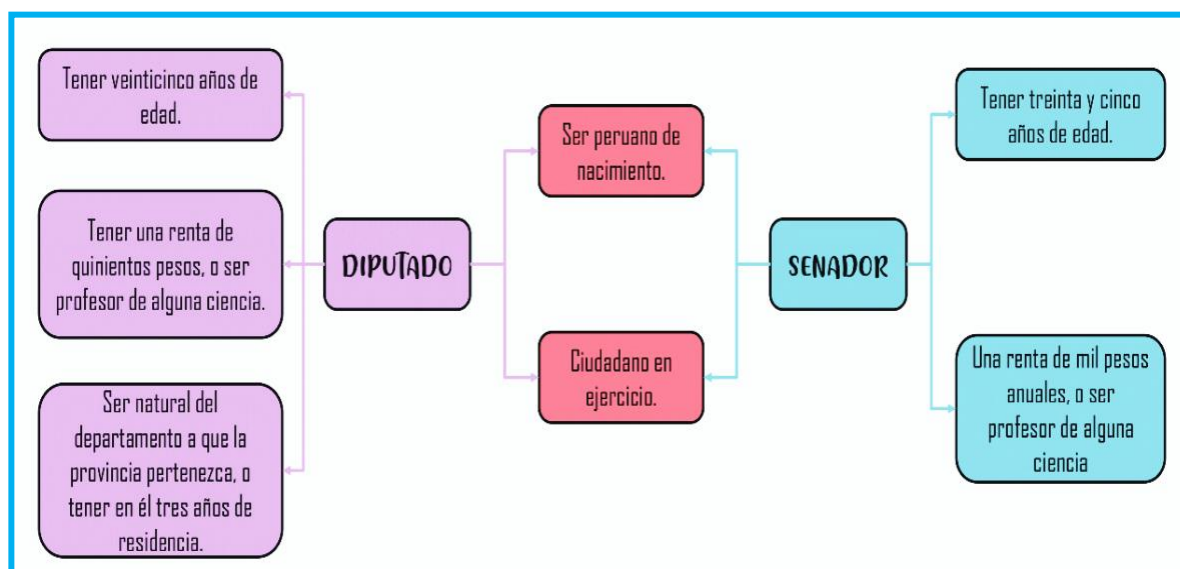 Tener veinticinco años de
edad.
Tener una renta de
quinientos pesos, o ser
profesor de alguna ciencia.
Ser natural del
departamento a que la
provincia pertenezca, o
tener en él tres años de
residencia.
DIPUTADO
Ser peruano de
nacimiento.
Ciudadano en
ejercicio.
SENADOR
Tener treinta y cinco
años de edad.
Una renta de mil pesos
anuales, o ser
profesor de alguna
ciencia